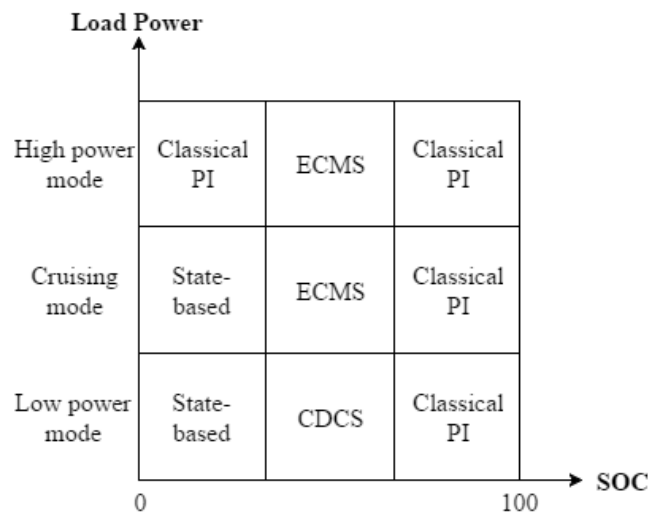 Load Power
High power
mode
Classical
PI
ECMS
Classical
PI
Cruising
mode
State-
based
ECMS
Classical
PI
Low power
mode
State-
based
CDCS
Classical
PI
SOC
0
100